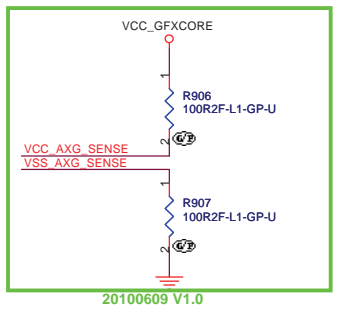 VCC_GFXCORE
1
R906
100R2F-L1-GP-U
2
G/P
VCC_AXG_SENSE
VSS_AXG_SENSE
1
R907
100R2F-L1-GP-U
2
G/P
20100609 V1.0